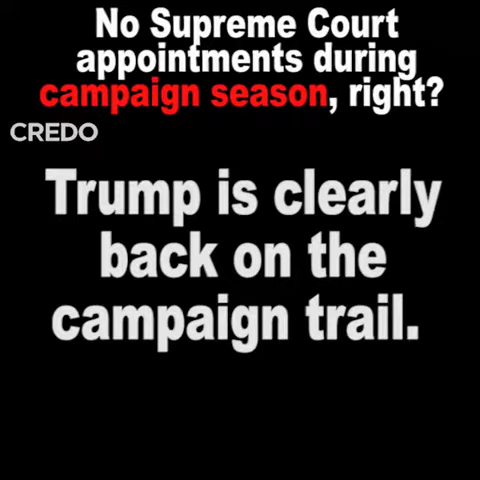 No Supreme Court
appointments during
campaign season, right?
CREDO
Trump is clearly
back on the
campaign trail.